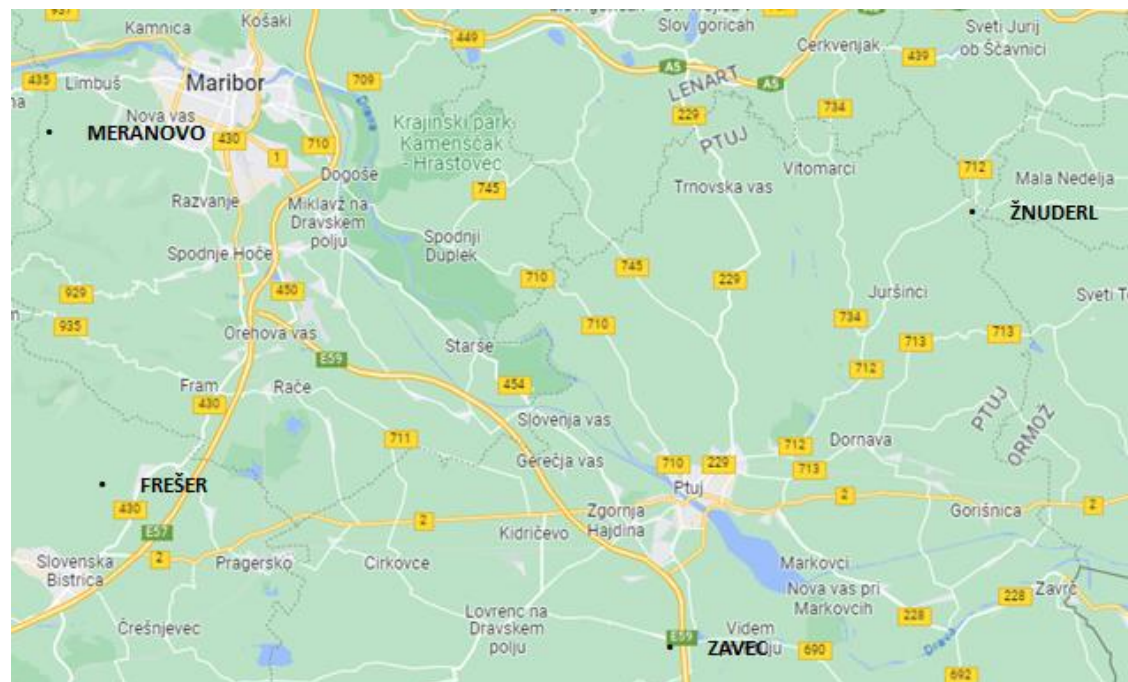 937
Kamnica
Košaki
Slov. goricah
Slov. goricah
Sveti Jurij
ob Ščavnici
449
Cerkvenjak
439
435
Limbuš
Maribor
709
A5
LENART
A5
Drava
Nova vas
MERANOVO
430
710
1
Krajinski park
Kamenščak
- Hrastovec
229
PTUJ
734
Dogoše
Vitomarci
712
Mala Nedelja
745
Trnovska vas
Razvanje
Miklavž na
Dravskem
polju
ŽNUDERL
Spodnje Hoče
Spodnji
Duplek
710
745
229
929
450
Juršinci
Sveti
935
Orehova vas
710
734
713
713
Starše
E59
712
Fram
Rače
454
430
PTUJ
ORMOŽ
711
Slovenja vas
712
Dornava
Gerečja vas
710
229
713
FREŠER
Ptuj
2
430
2
Zgornja
Hajdina
Gorišnica
2
E57
Kidričevo
Slovenska
Bistrica
2
Pragersko
Cirkovce
Markovci
Nova vas pri
Markovcih
228
Zavrč
Lovrenc na
Dravskem
polju
228
Črešnjevec
E59
Videm
ZAVEC
690
Drava
692